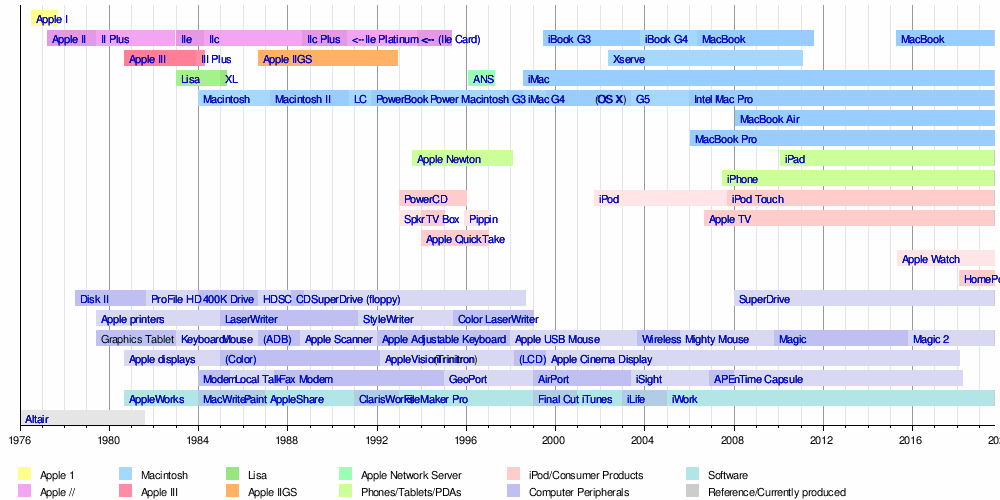 Apple I
Apple II II Plus IIe IIc IIc Plus <--IIe Platinum <-- (IIe Card) iBook G3 iBook G4 MacBook MacBook
Apple III III Plus Apple IIGS Xserve
Lisa XL ANS iMac
Macintosh Macintosh II LC PowerBook Power Macintosh G3 iMac G4 (OS X) G5 Intel Mac Pro
MacBook Air
MacBook Pro
Apple Newton iPad
iPhone
PowerCD iPod iPod Touch
Spkr TV Box Pippin Apple TV
Apple QuickTake
Apple Watch
HomePo
Disk II ProFile HD 400K Drive HDSC CD SuperDrive (floppy) SuperDrive
Apple printers LaserWriter StyleWriter Color LaserWriter
Graphics Tablet Keyboard Mouse (ADB) Apple Scanner Apple Adjustable Keyboard Apple USB Mouse Wireless Mighty Mouse Magic Magic 2
Apple displays (Color) AppleVision (Trinitron) (LCD) Apple Cinema Display
Modem Local Talk Fax Modem GeoPort AirPort iSight APEn Time Capsule
AppleWorks MacWrite Paint AppleShare ClarisWorks FileMaker Pro Final Cut iTunes iLife iWork
Altair
1976 1980 1984 1988 1992 1996 2000 2004 2008 2012 2016 202
Apple 1 Macintosh Lisa Apple Network Server iPod/Consumer Products Software
Apple // Apple III Apple IIGS Phones/Tablets/PDAs Computer Peripherals Reference/Currently produced